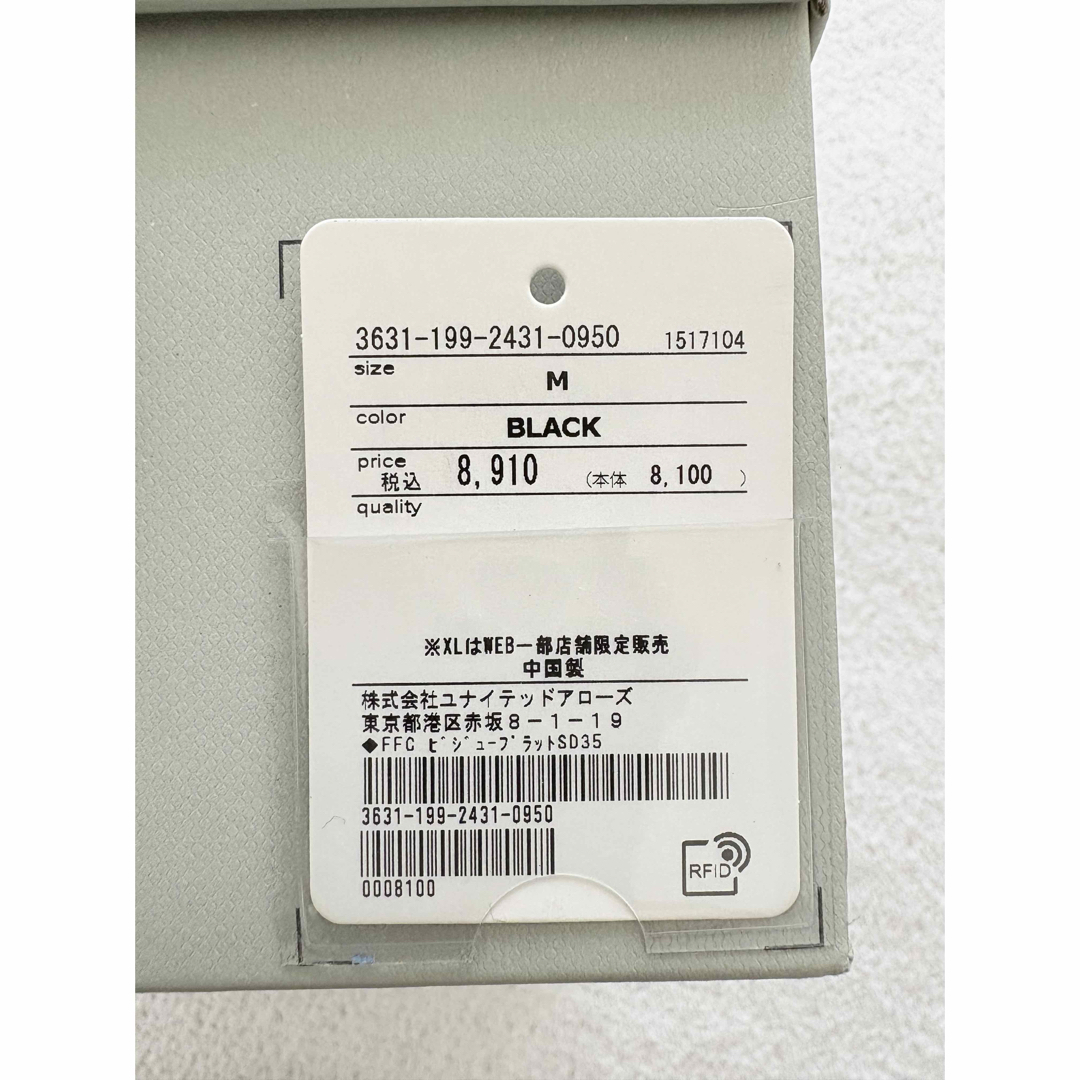 3631-199-2431-0950 1517104
size M
color BLACK
price 税込 8,910 (本体 8,100 )
quality
※XLはWEB一部店舗限定販売
中国製
株式会社ユナイテッドアローズ
東京都港区赤坂8-1-19
◆FFC ビジュープラットSD35
3631-199-2431-0950
0008100
RFID